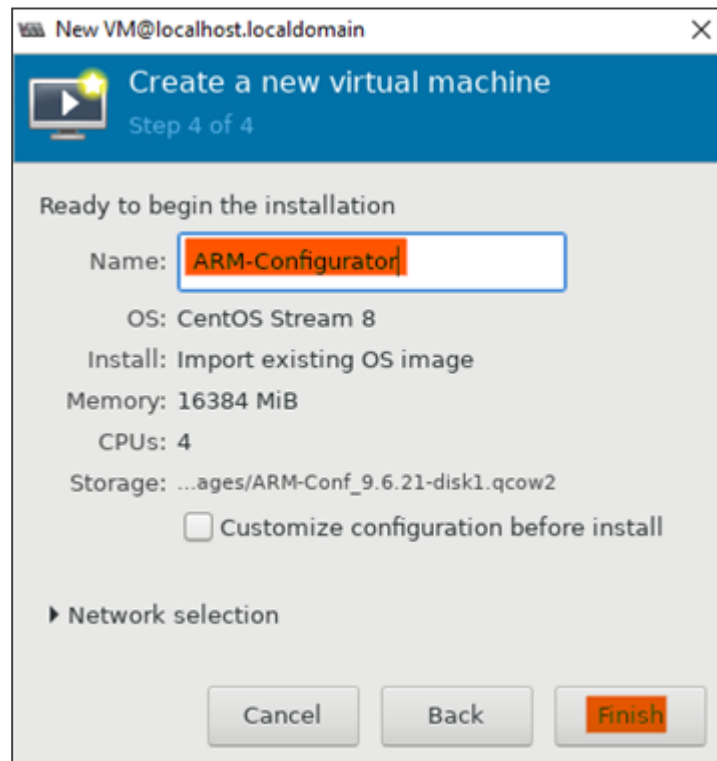 New VM@localhost.localdomain
Create a new virtual machine
Step 4 of 4
Ready to begin the installation
Name: ARM-Configurator
OS: CentOS Stream 8
Install: Import existing OS image
Memory: 16384 MiB
CPUs: 4
Storage: ...ages/ARM-Conf_9.6.21-disk1.qcow2
Customize configuration before install
Network selection
Cancel Back Finish